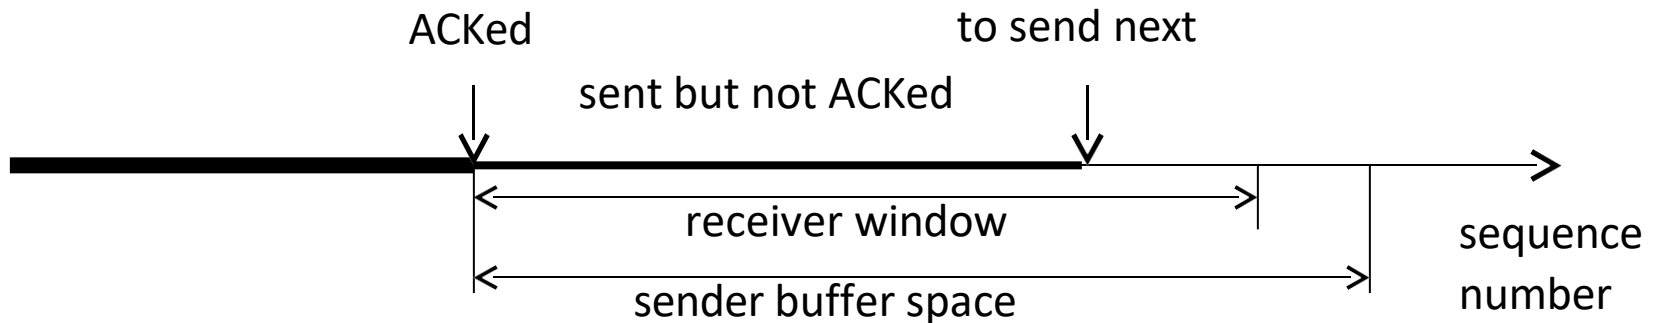 ACKed
to send next
sent but not ACKed
receiver window
sender buffer space
sequence
number